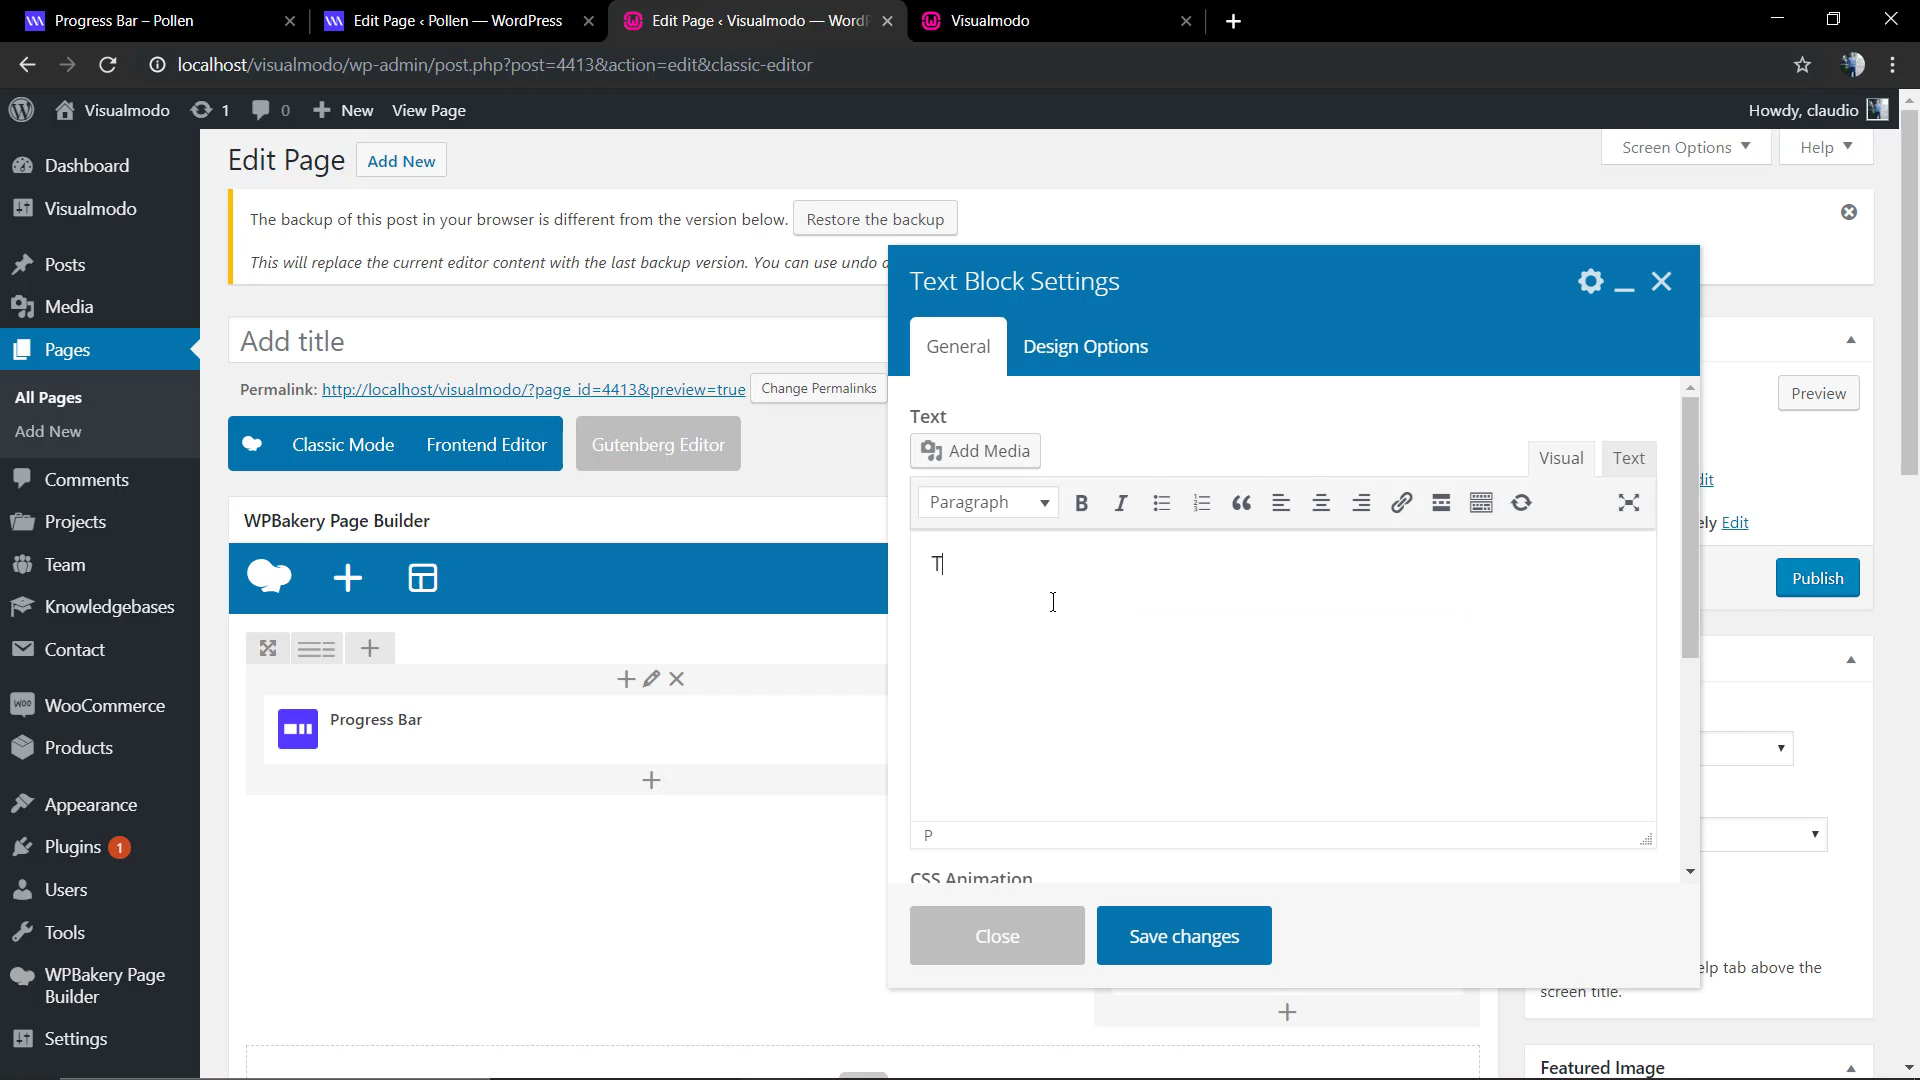 Progress Bar – Pollen
Edit Page ‹ Pollen — WordPress
Edit Page ‹ Visualmodo — WordP
Visualmodo
localhost/visualmodo/wp-admin/post.php?post=4413&action=edit&classic-editor
Visualmodo 1 0 New View Page
Howdy, claudio
Dashboard
Visualmodo
Posts
Media
Pages
All Pages
Add New
Comments
Projects
Team
Knowledgebases
Contact
WooCommerce
Products
Appearance
Plugins 1
Users
Tools
WPBakery Page
Builder
Settings
Edit Page Add New
Screen Options
Help
The backup of this post in your browser is different from the version below. Restore the backup
This will replace the current editor content with the last backup version. You can use undo a
Add title
Permalink: http://localhost/visualmodo/?page_id=4413&preview=true Change Permalinks
Classic Mode Frontend Editor Gutenberg Editor
WPBakery Page Builder
Progress Bar
Text Block Settings
General Design Options
Text
Add Media
Visual Text
Paragraph
T
P
CSS Animation
Close Save changes
Preview
dit
ely Edit
Publish
elp tab above the
screen title.
Featured Image